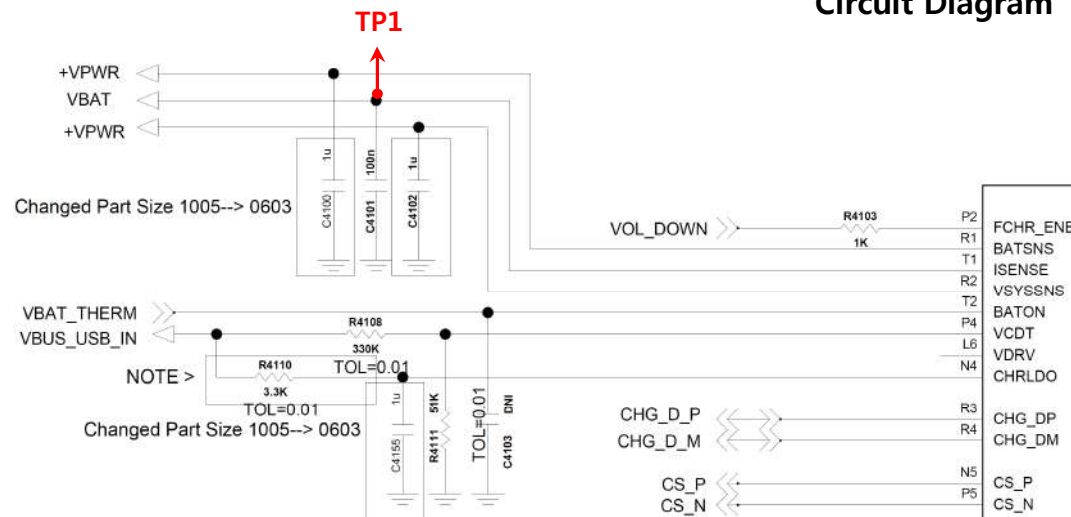 Circuit Diagram
TP1
+VPWR
VBAT
+VPWR
1u
C4100
100n
C4101
1u
C4102
Changed Part Size 1005--> 0603
VOL_DOWN
R4103
1K
P2
R1
T1
R2
T2
P4
L6
N4
R3
R4
N5
P5
FCHR_ENB
BATSNS
ISENSE
VSYSSNS
BATON
VCDT
VDRV
CHRLDO
CHG_DP
CHG_DM
CS_P
CS_N
VBAT_THERM
VBUS_USB_IN
R4108
330K
TOL=0.01
NOTE >
R4110
3.3K
TOL=0.01
Changed Part Size 1005--> 0603
1u
C4155
51K
R4111
TOL=0.01
DNI
C4103
CHG_D_P
CHG_D_M
CS_P
CS_N